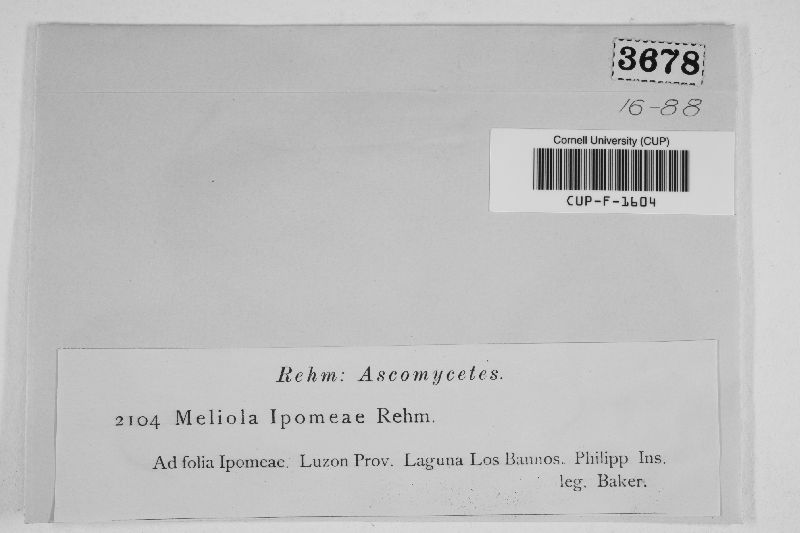 3678
16-88
Cornell University (CUP)
CUP-F-1604
Rehm: Ascomycetes.
2104 Meliola Ipomeae Rehm.
Ad folia Ipomeae. Luzon Prov. Laguna Los Bannos. Philipp Ins.
leg. Baker.